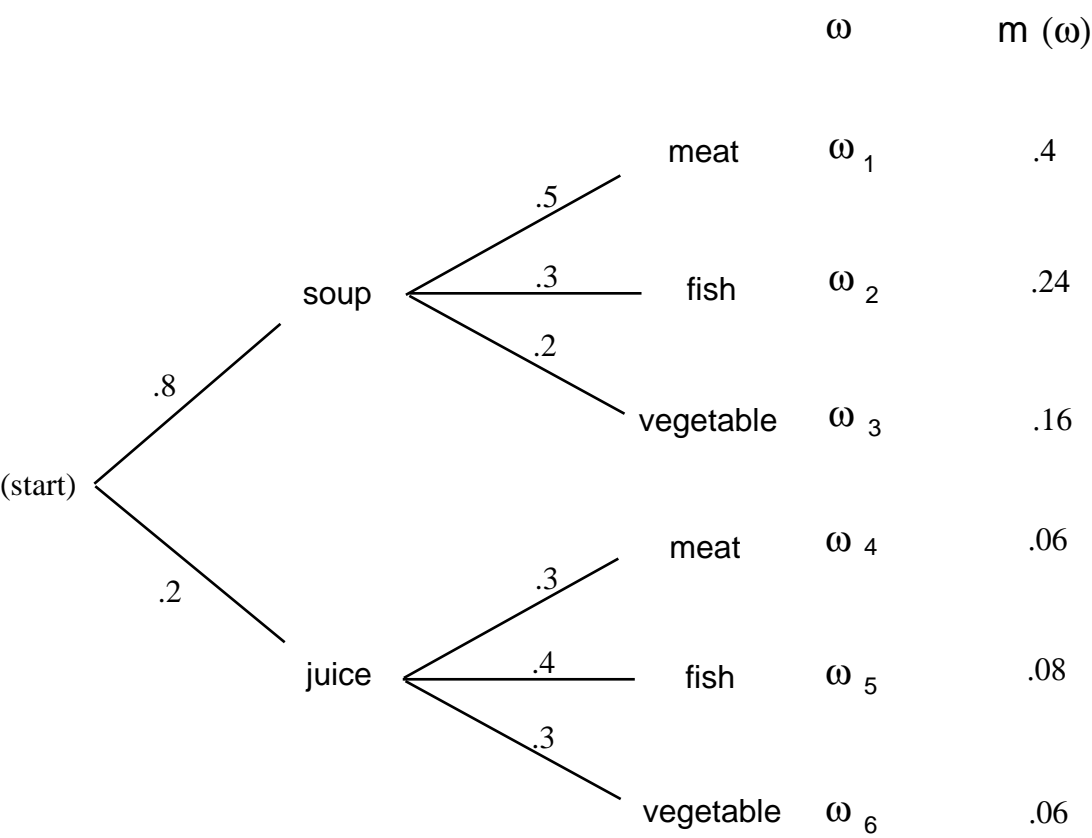 ω m (ω)
meat ω 1 .4
.5
soup .3 fish ω 2 .24
.2
.8
vegetable ω 3 .16
(start)
meat ω 4 .06
.2
.3
juice .4 fish ω 5 .08
.3
vegetable ω 6 .06